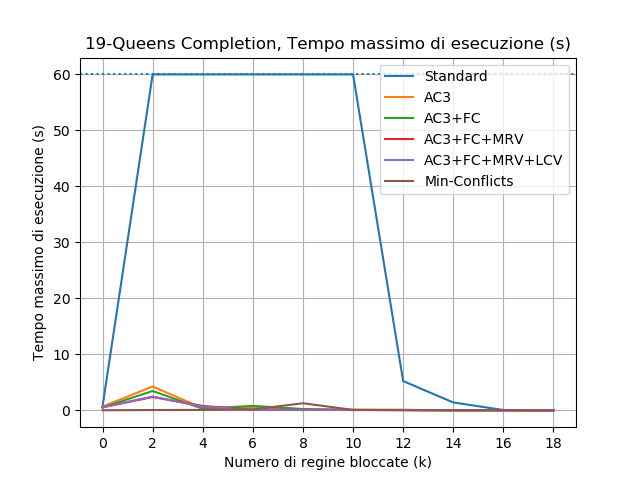 19-Queens Completion, Tempo massimo di esecuzione (s)
Tempo massimo di esecuzione (s)
60
50
40
30
20
10
0
Standard
AC3
AC3+FC
AC3+FC+MRV
AC3+FC+MRV+LCV
Min-Conflicts
0 2 4 6 8 10 12 14 16 18
Numero di regine bloccate (k)